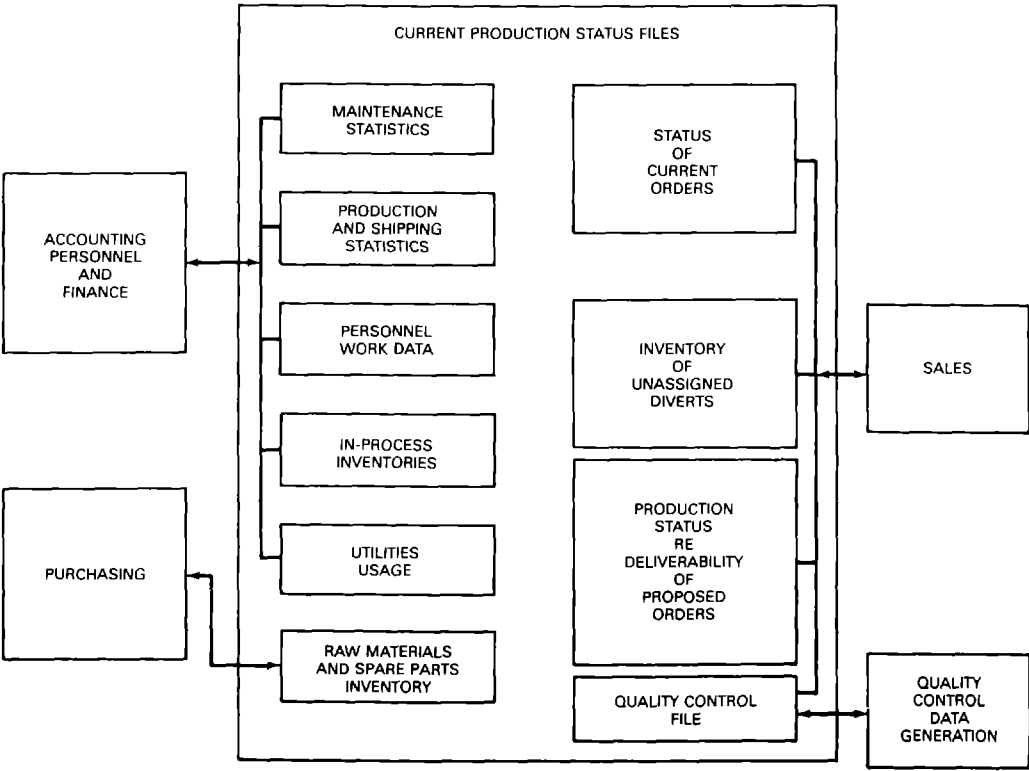 CURRENT PRODUCTION STATUS FILES
MAINTENANCE
STATISTICS
PRODUCTION
AND SHIPPING
STATISTICS
PERSONNEL
WORK DATA
IN-PROCESS
INVENTORIES
UTILITIES
USAGE
RAW MATERIALS
AND SPARE PARTS
INVENTORY
ACCOUNTING
PERSONNEL
AND
FINANCE
PURCHASING
STATUS
OF
CURRENT
ORDERS
INVENTORY
OF
UNASSIGNED
DIVERTS
PRODUCTION
STATUS
RE
DELIVERABILITY
OF
PROPOSED
ORDERS
QUALITY CONTROL
FILE
SALES
QUALITY
CONTROL
DATA
GENERATION